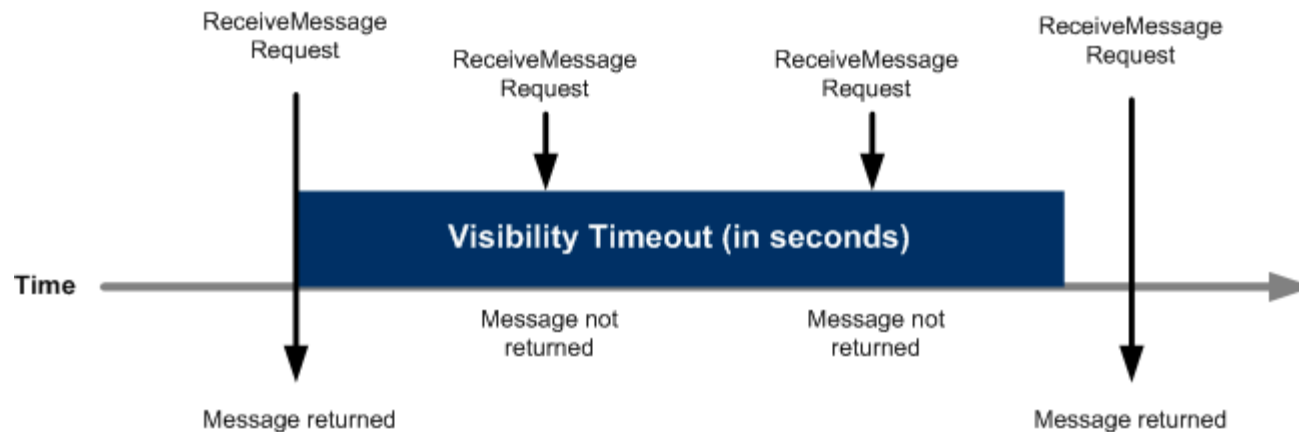 ReceiveMessage
Request
ReceiveMessage
Request
ReceiveMessage
Request
ReceiveMessage
Request
Visibility Timeout (in seconds)
Time
Message not
returned
Message not
returned
Message returned
Message returned